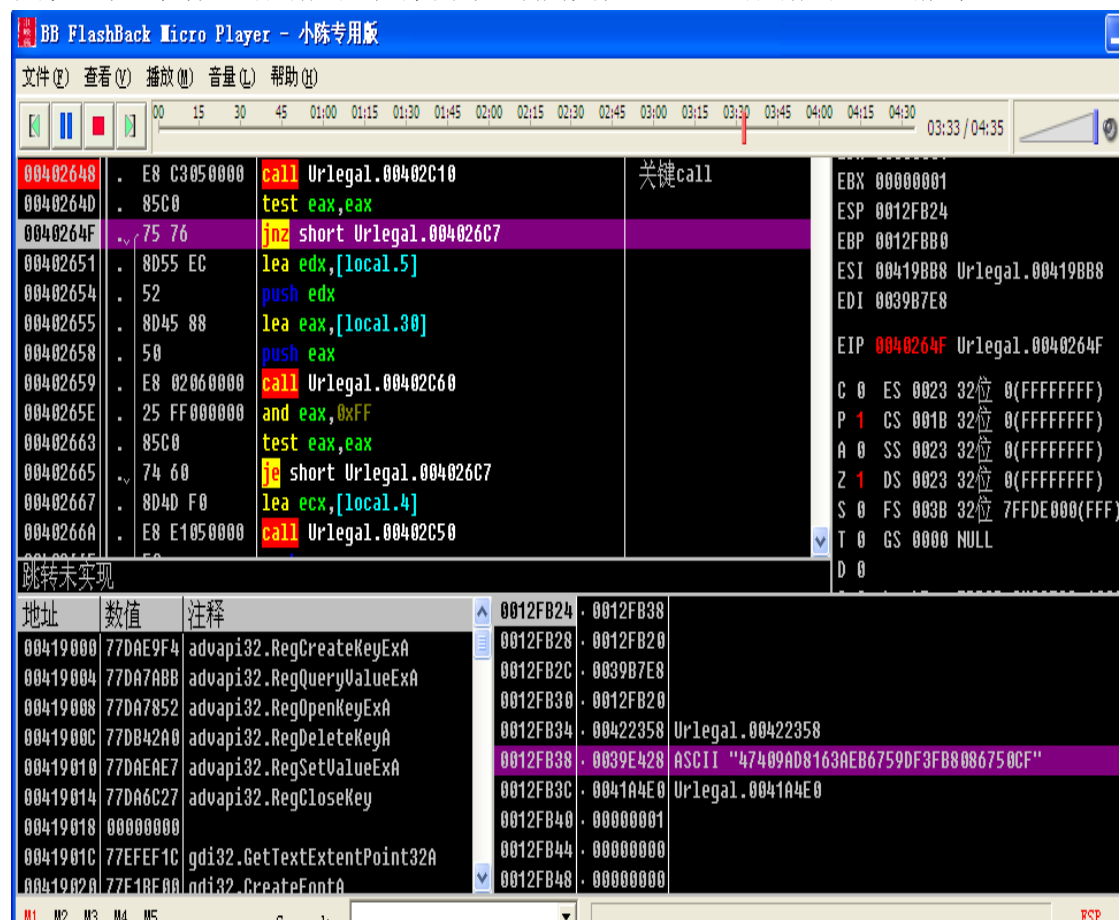 BB FlashBack Micro Player - 小陈专用版
文件(F) 查看(V) 播放(M) 音量(L) 帮助(H)
00 15 30 45 01:00 01:15 01:30 01:45 02:00 02:15 02:30 02:45 03:00 03:15 03:30 03:45 04:00 04:15 04:30
03:33 / 04:35
00402648 . E8 C3050000 call Urlegal.00402C10 关键call
0040264D . 85C0 test eax,eax
0040264F . 75 76 jnz short Urlegal.004026C7
00402651 . 8D55 EC lea edx,[local.5]
00402654 . 52 push edx
00402655 . 8D45 88 lea eax,[local.30]
00402658 . 50 push eax
00402659 . E8 02060000 call Urlegal.00402C60
0040265E . 25 FF000000 and eax,0xFF
00402663 . 85C0 test eax,eax
00402665 . 74 60 je short Urlegal.004026C7
00402667 . 8D4D F0 lea ecx,[local.4]
0040266A . E8 E1050000 call Urlegal.00402C50
跳转未实现
EBX 00000001
ESP 0012FB24
EBP 0012FBB0
ESI 00419BB8 Urlegal.00419BB8
EDI 0039B7E8
EIP 0040264F Urlegal.0040264F
C 0 ES 0023 32位 0(FFFFFFFF)
P 1 CS 001B 32位 0(FFFFFFFF)
A 0 SS 0023 32位 0(FFFFFFFF)
Z 1 DS 0023 32位 0(FFFFFFFF)
S 0 FS 003B 32位 7FFDE000(FFF)
T 0 GS 0000 NULL
D 0
地址 数值 注释
00419000 77DAE9F4 advapi32.RegCreateKeyExA
00419004 77DA7ABB advapi32.RegQueryValueExA
00419008 77DA7852 advapi32.RegOpenKeyExA
0041900C 77DB42A0 advapi32.RegDeleteKeyA
00419010 77DAEAE7 advapi32.RegSetValueExA
00419014 77DA6C27 advapi32.RegCloseKey
00419018 00000000
0041901C 77EFEF1C gdi32.GetTextExtentPoint32A
00419020 77F1BE00 gdi32.CreateFontA
0012FB24 . 0012FB38
0012FB28 . 0012FB20
0012FB2C . 0039B7E8
0012FB30 . 0012FB20
0012FB34 . 00422358 Urlegal.00422358
0012FB38 . 0039E428 ASCII "47409AD8163AEB6759DF3FB8086750CF"
0012FB3C . 0041A4E0 Urlegal.0041A4E0
0012FB40 . 00000001
0012FB44 . 00000000
0012FB48 . 00000000
M1 M2 M3 M4 M5
ESP